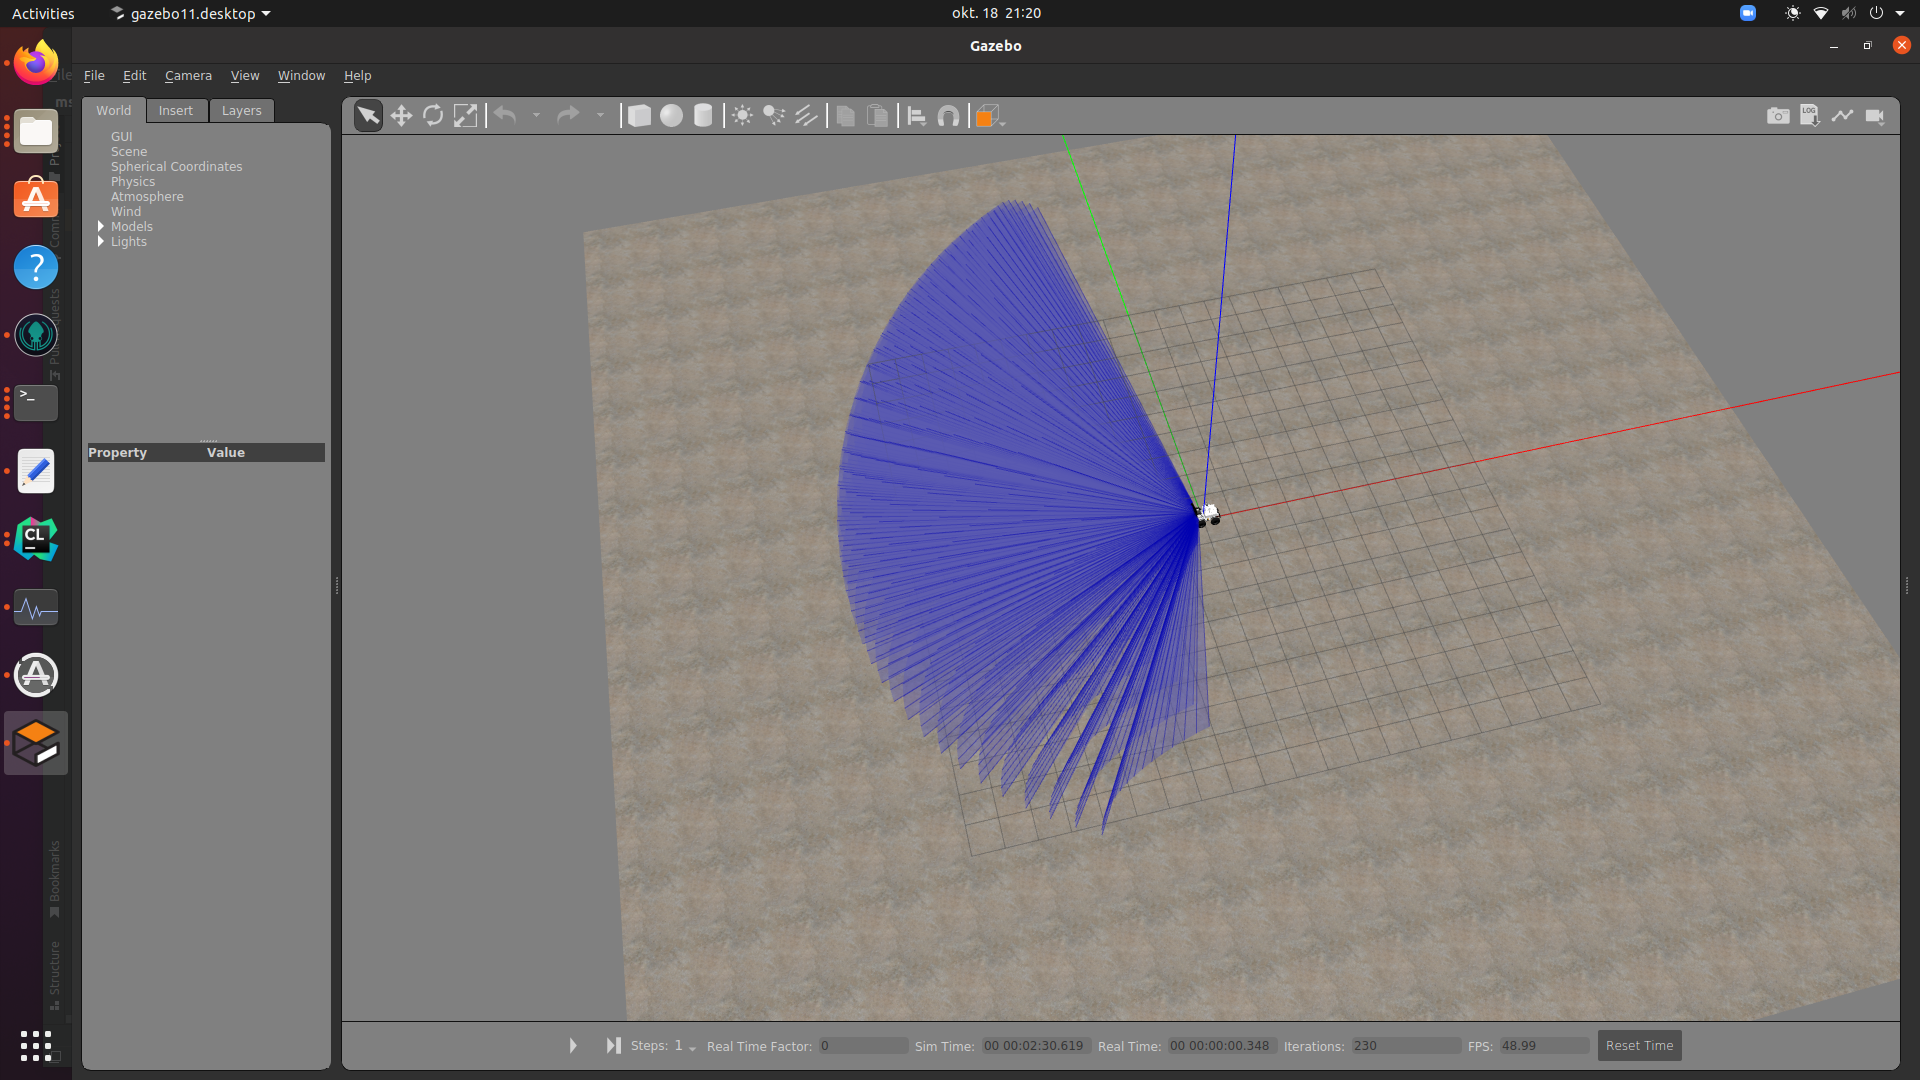 Activities gazebo11.desktop okt. 18 21:20
Gazebo
File Edit Camera View Window Help
World Insert Layers
GUI
Scene
Spherical Coordinates
Physics
Atmosphere
Wind
Models
Lights
Property Value
LOG
>_
CL
Bookmarks
Structure
Steps: 1 Real Time Factor: 0 Sim Time: 00 00:02:30.619 Real Time: 00 00:00:00.348 Iterations: 230 FPS: 48.99 Reset Time